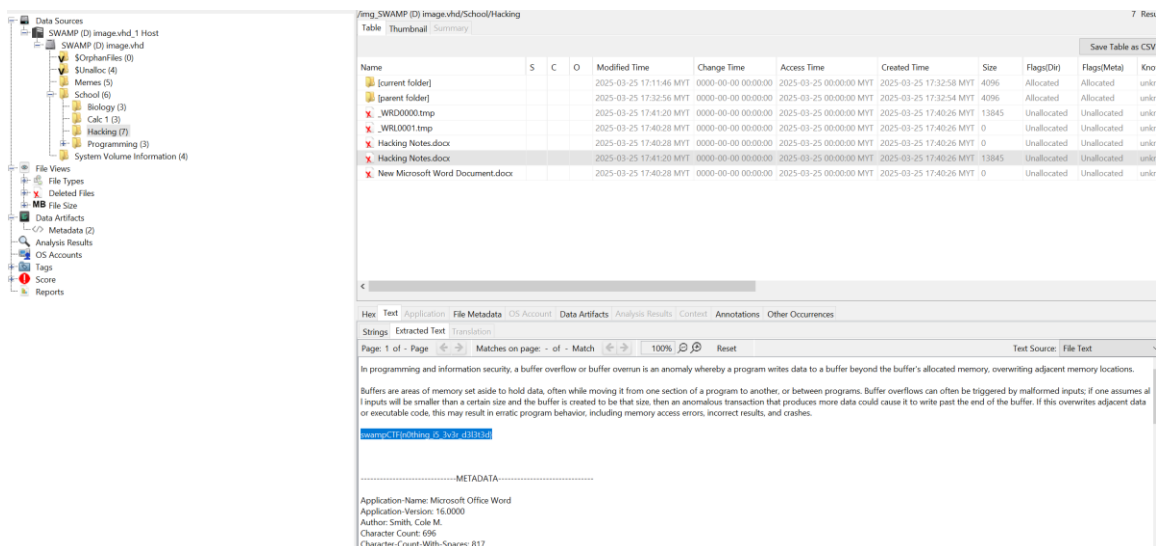 Data Sources
SWAMP (D) image.vhd_1 Host
SWAMP (D) image.vhd
$OrphanFiles (0)
$Unalloc (4)
Memes (5)
School (6)
Biology (3)
Calc 1 (3)
Hacking (7)
Programming (3)
System Volume Information (4)
File Views
File Types
Deleted Files
MB File Size
Data Artifacts
Metadata (2)
Analysis Results
OS Accounts
Tags
Score
Reports
/img_SWAMP (D) image.vhd/School/Hacking 7 Resu
Table Thumbnail Summary
Save Table as CSV
Name S C O Modified Time Change Time Access Time Created Time Size Flags(Dir) Flags(Meta) Kno
[current folder] 2025-03-25 17:11:46 MYT 0000-00-00 00:00:00 2025-03-25 00:00:00 MYT 2025-03-25 17:32:58 MYT 4096 Allocated Allocated unkr
[parent folder] 2025-03-25 17:32:56 MYT 0000-00-00 00:00:00 2025-03-25 00:00:00 MYT 2025-03-25 17:32:54 MYT 4096 Allocated Allocated unkr
_WRD0000.tmp 2025-03-25 17:41:20 MYT 0000-00-00 00:00:00 2025-03-25 00:00:00 MYT 2025-03-25 17:40:26 MYT 13845 Unallocated Unallocated unkr
_WRL0001.tmp 2025-03-25 17:40:28 MYT 0000-00-00 00:00:00 2025-03-25 00:00:00 MYT 2025-03-25 17:40:26 MYT 0 Unallocated Unallocated unkr
Hacking Notes.docx 2025-03-25 17:40:28 MYT 0000-00-00 00:00:00 2025-03-25 00:00:00 MYT 2025-03-25 17:40:26 MYT 0 Unallocated Unallocated unkr
Hacking Notes.docx 2025-03-25 17:41:20 MYT 0000-00-00 00:00:00 2025-03-25 00:00:00 MYT 2025-03-25 17:40:26 MYT 13845 Unallocated Unallocated unkr
New Microsoft Word Document.docx 2025-03-25 17:40:28 MYT 0000-00-00 00:00:00 2025-03-25 00:00:00 MYT 2025-03-25 17:40:26 MYT 0 Unallocated Unallocated unkr
Hex Text Application File Metadata OS Account Data Artifacts Analysis Results Context Annotations Other Occurrences
Strings Extracted Text Translation
Page: 1 of - Page Matches on page: - of - Match 100% Reset Text Source: File Text
In programming and information security, a buffer overflow or buffer overrun is an anomaly whereby a program writes data to a buffer beyond the buffer's allocated memory, overwriting adjacent memory locations.
Buffers are areas of memory set aside to hold data, often while moving it from one section of a program to another, or between programs. Buffer overflows can often be triggered by malformed inputs; if one assumes al
l inputs will be smaller than a certain size and the buffer is created to be that size, then an anomalous transaction that produces more data could cause it to write past the end of the buffer. If this overwrites adjacent data
or executable code, this may result in erratic program behavior, including memory access errors, incorrect results, and crashes.
swampCTF{n0thing_i5_3v3r_d3l3t3d}
------------------------------METADATA------------------------------
Application-Name: Microsoft Office Word
Application-Version: 16.0000
Author: Smith, Cole M.
Character Count: 696
Character-Count-With-Spaces: 817